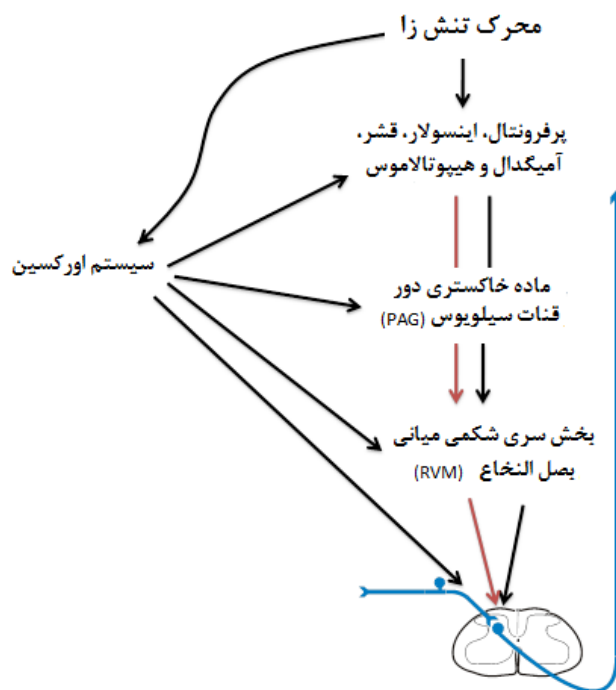 محرک تنش زا
پرفرونتال، اینسولار، قشر،
آمیگدال و هیپوتالاموس
سیستم اورکسین
ماده خاکستری دور
قنات سیلویوس (PAG)
بخش سری شکمی میانی
بصل النخاع (RVM)